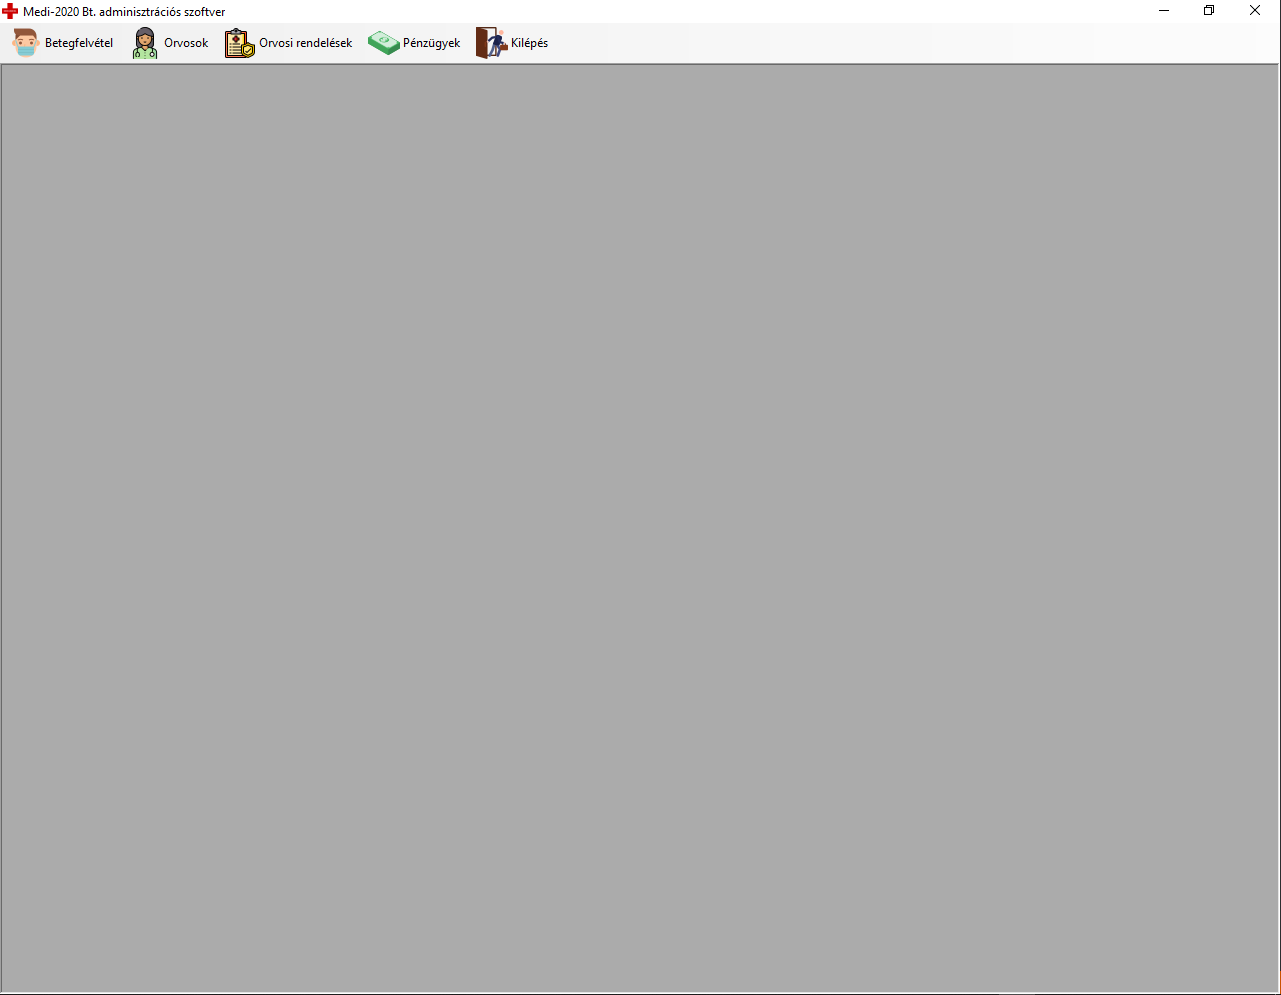 Medi-2020 Bt. adminisztrációs szoftver
Betegfelvétel Orvosok Orvosi rendelések Pénzügyek Kilépés